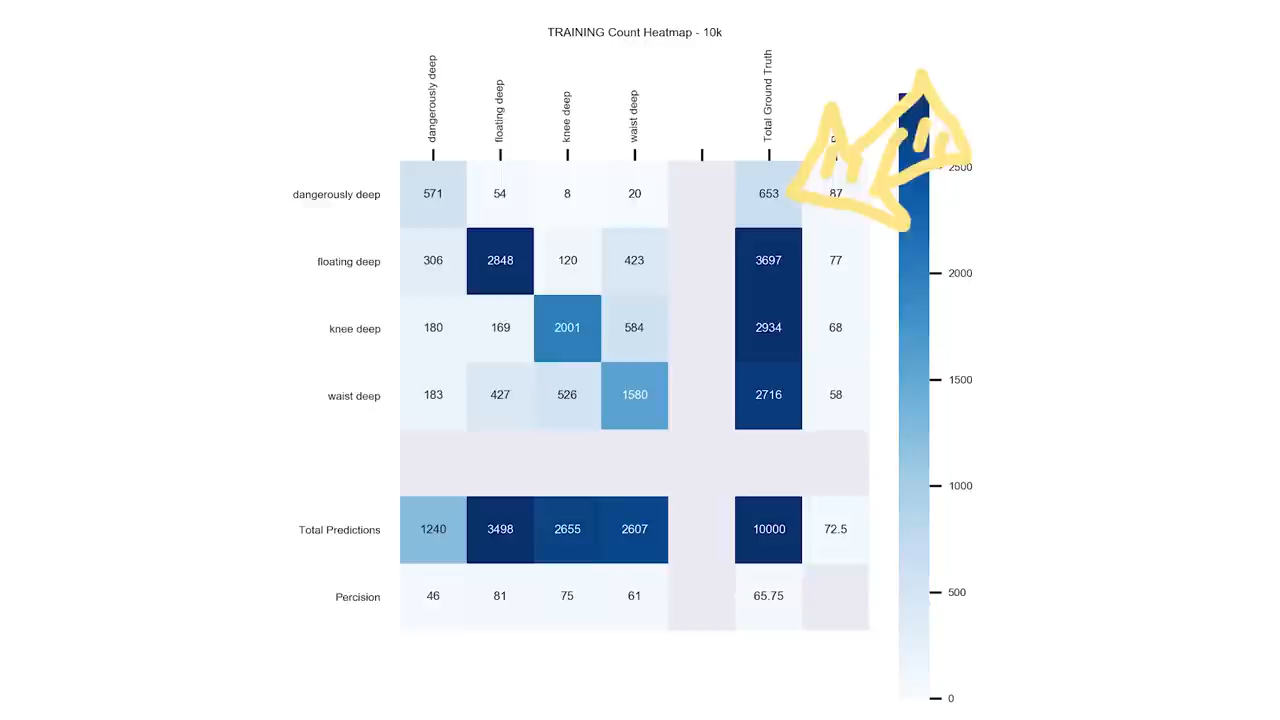 TRAINING Count Heatmap - 10k
dangerously deep floating deep knee deep waist deep Total Ground Truth
dangerously deep 571 54 8 20 653 87
floating deep 306 2848 120 423 3697 77
knee deep 180 169 2001 584 2934 68
waist deep 183 427 526 1580 2716 58
Total Predictions 1240 3498 2655 2607 10000 72.5
Percision 46 81 75 61 65.75
2500
2000
1500
1000
500
0